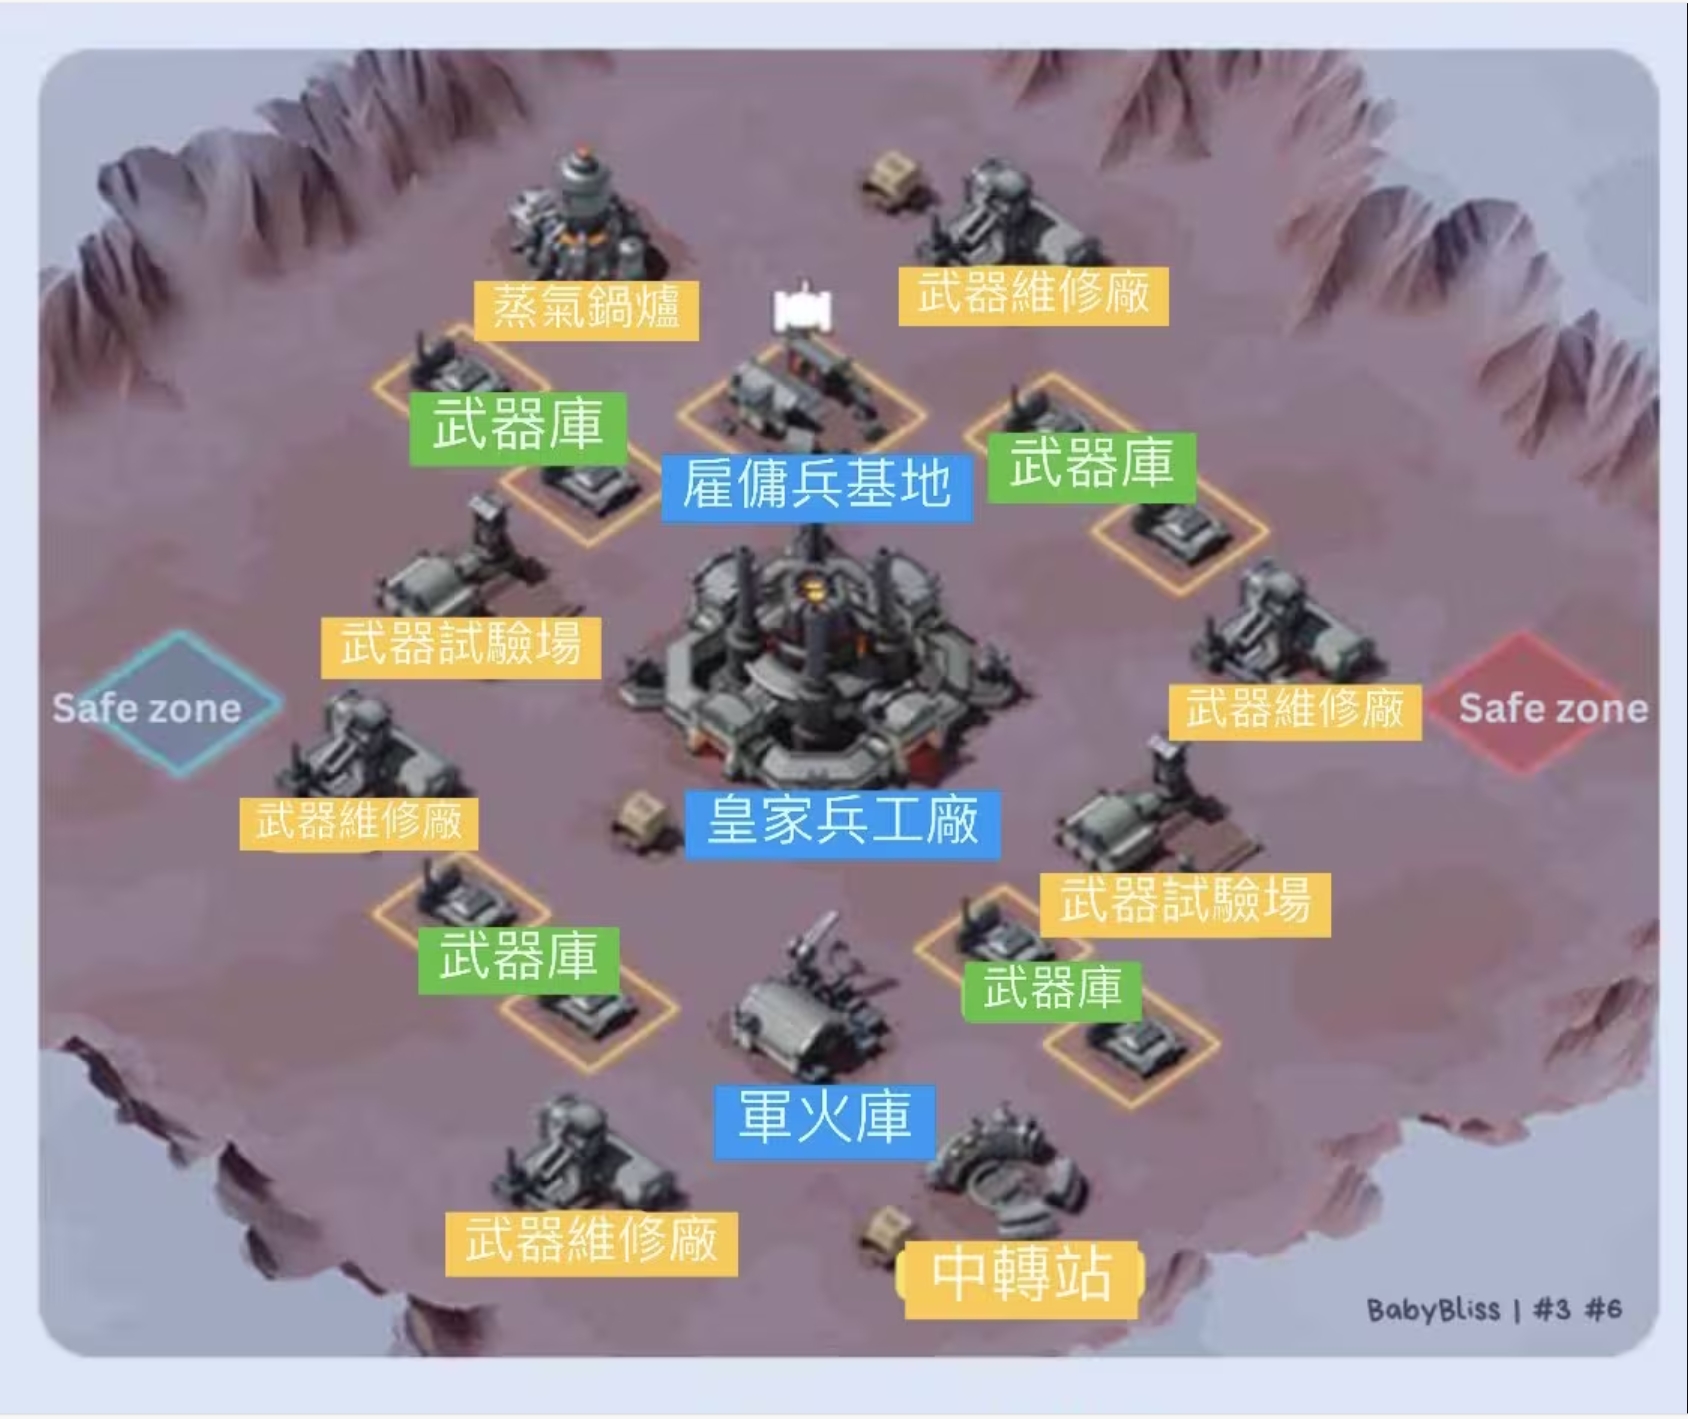 蒸氣鍋爐
武器維修廠
武器庫
雇傭兵基地
武器庫
武器試驗場
Safe zone
武器維修廠
Safe zone
武器維修廠
皇家兵工廠
武器試驗場
武器庫
武器庫
軍火庫
武器維修廠
中轉站
BabyBliss | #3 #6